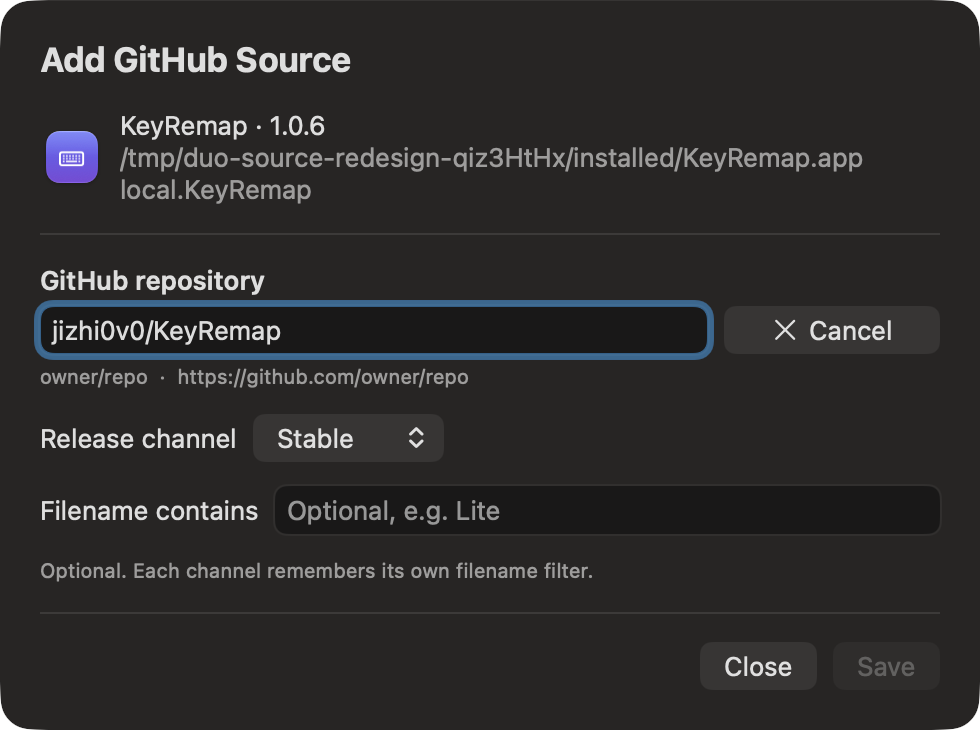 Add GitHub Source
KeyRemap · 1.0.6
/tmp/duo-source-redesign-qiz3HtHx/installed/KeyRemap.app
local.KeyRemap
GitHub repository
jizhi0v0/KeyRemap
Cancel
owner/repo · https://github.com/owner/repo
Release channel
Stable
Filename contains
Optional, e.g. Lite
Optional. Each channel remembers its own filename filter.
Close
Save